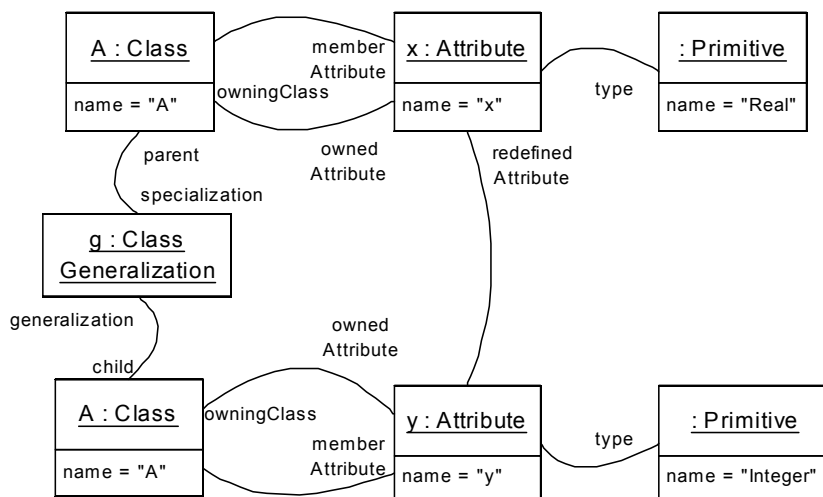 A : Class
name = "A"
member
Attribute
owningClass
owned
Attribute
x : Attribute
name = "x"
type
: Primitive
name = "Real"
parent
specialization
redefined
Attribute
g : Class
Generalization
generalization
child
A : Class
name = "A"
owned
Attribute
owningClass
member
Attribute
y : Attribute
name = "y"
type
: Primitive
name = "Integer"